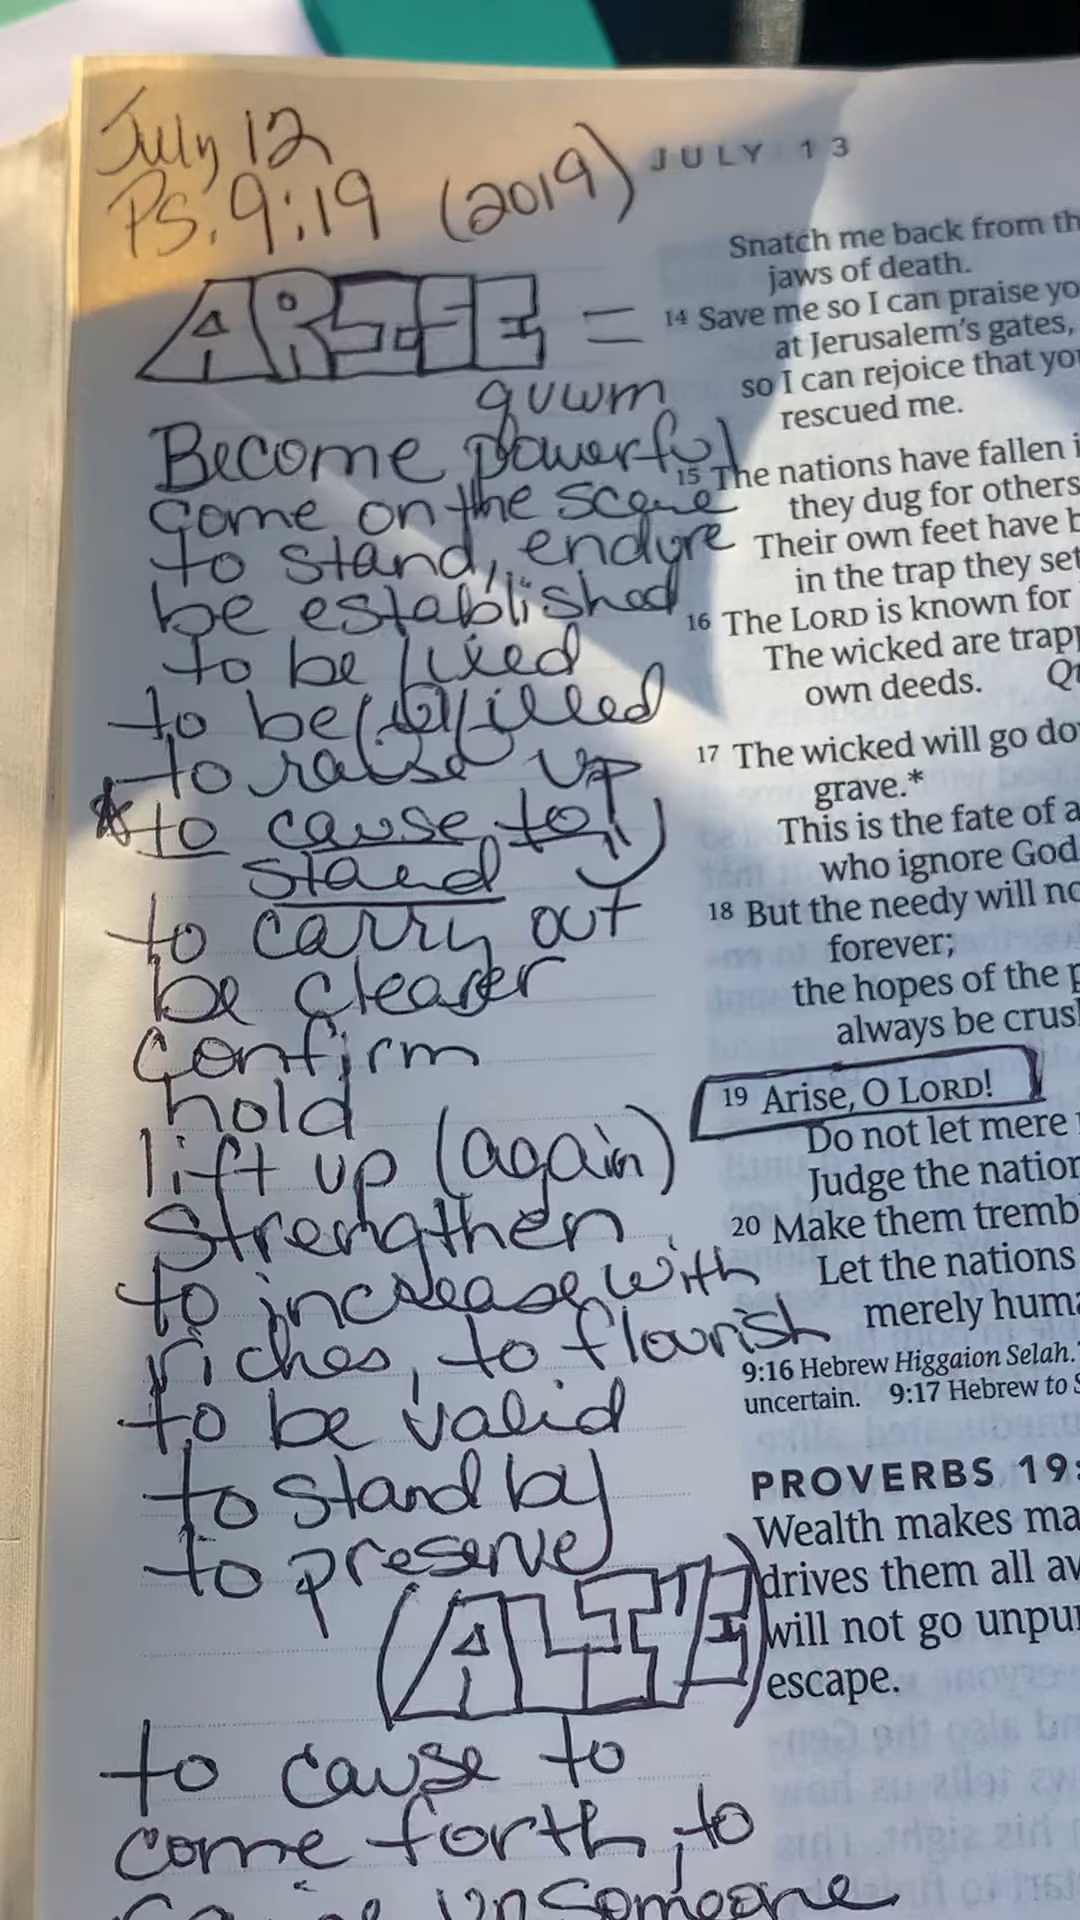 July 12
PS. 9:19 (2019)
ARISE =
quwm
Become powerful
come on the scene
to stand, endure
be established
to be fixed
to be fulfilled
to raise up
to cause to
stand
to carry out
be clearer
confirm
hold
lift up (again)
strengthen
to increase with
riches, to flourish
to be valid
to stand by
to preserve
to cause to
come forth, to
someone
JULY 13
Snatch me back from th
jaws of death.
14 Save me so I can praise yo
at Jerusalem's gates,
so I can rejoice that you
rescued me.
15 The nations have fallen i
they dug for others
Their own feet have b
in the trap they set
16 The LORD is known for
The wicked are trapp
own deeds. Qu
17 The wicked will go do
grave.*
This is the fate of a
who ignore God
18 But the needy will no
forever;
the hopes of the p
always be crus
19 Arise, O LORD!
Do not let mere
Judge the nation
20 Make them tremb
Let the nations
merely huma
9:16 Hebrew Higgaion Selah.
uncertain. 9:17 Hebrew to S
PROVERBS 19:
Wealth makes ma
drives them all aw
will not go unpun
escape.